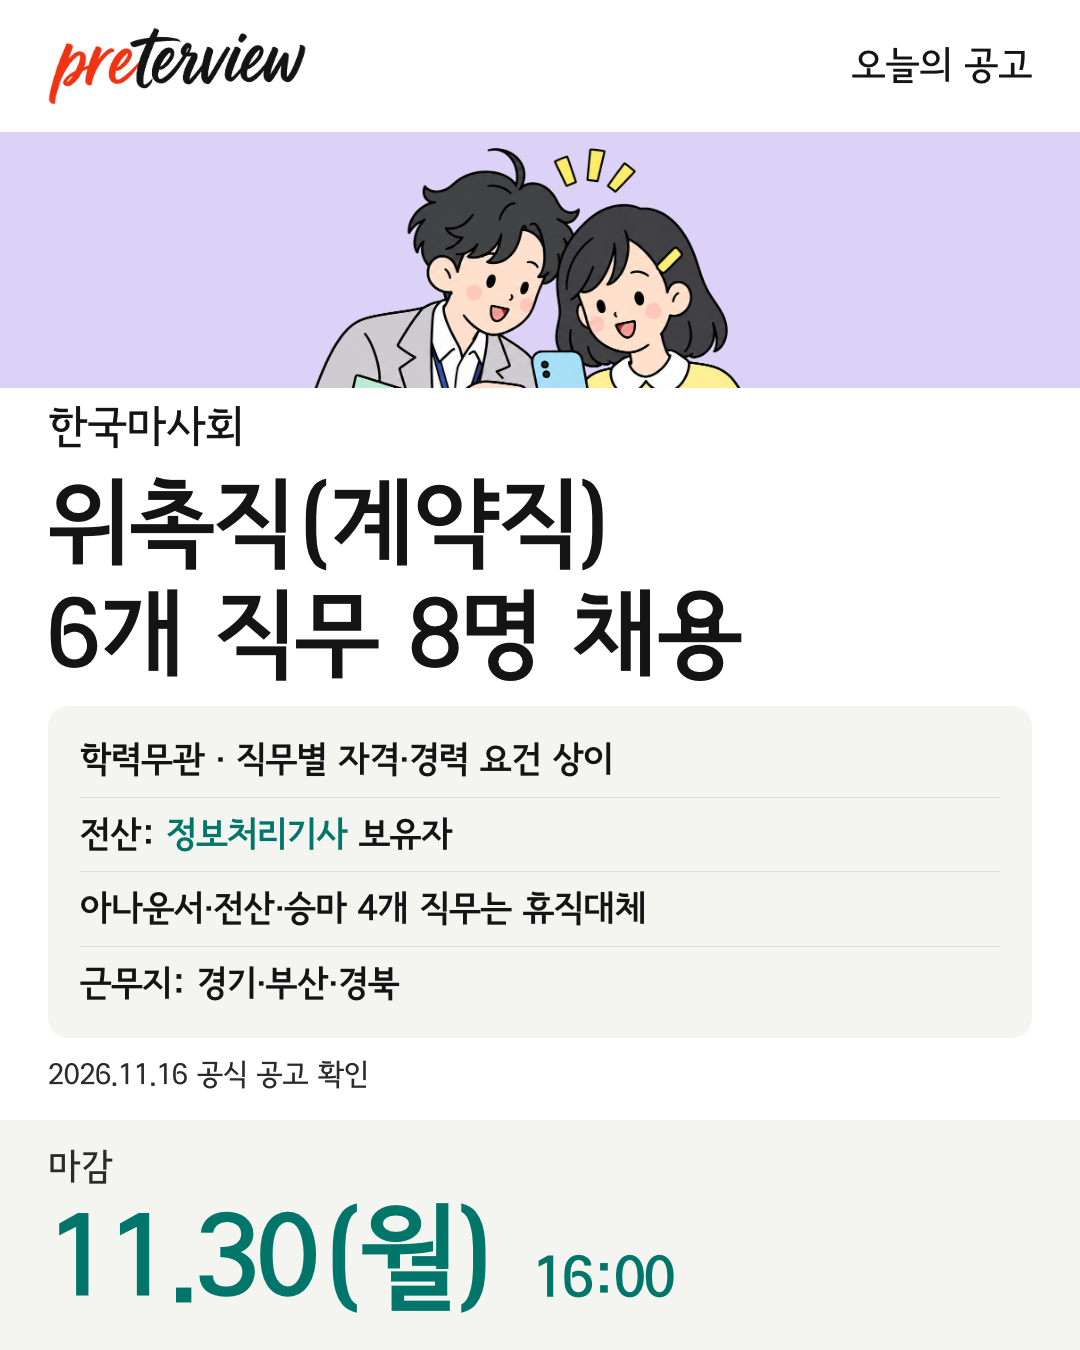 preterview
오늘의 공고
한국마사회
위촉직(계약직)
6개 직무 8명 채용
학력무관 · 직무별 자격·경력 요건 상이
전산: 정보처리기사 보유자
아나운서·전산·승마 4개 직무는 휴직대체
근무지: 경기·부산·경북
2026.11.16 공식 공고 확인
마감
11.30(월) 16:00